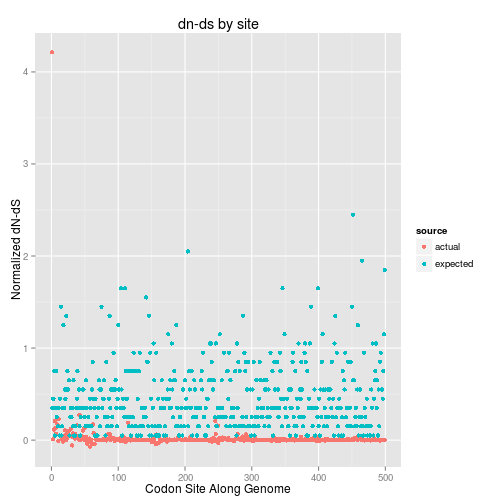 dn-ds by site
Normalized dN-dS
4
3
2
1
0
0
100
200
300
400
500
Codon Site Along Genome
source
actual
expected